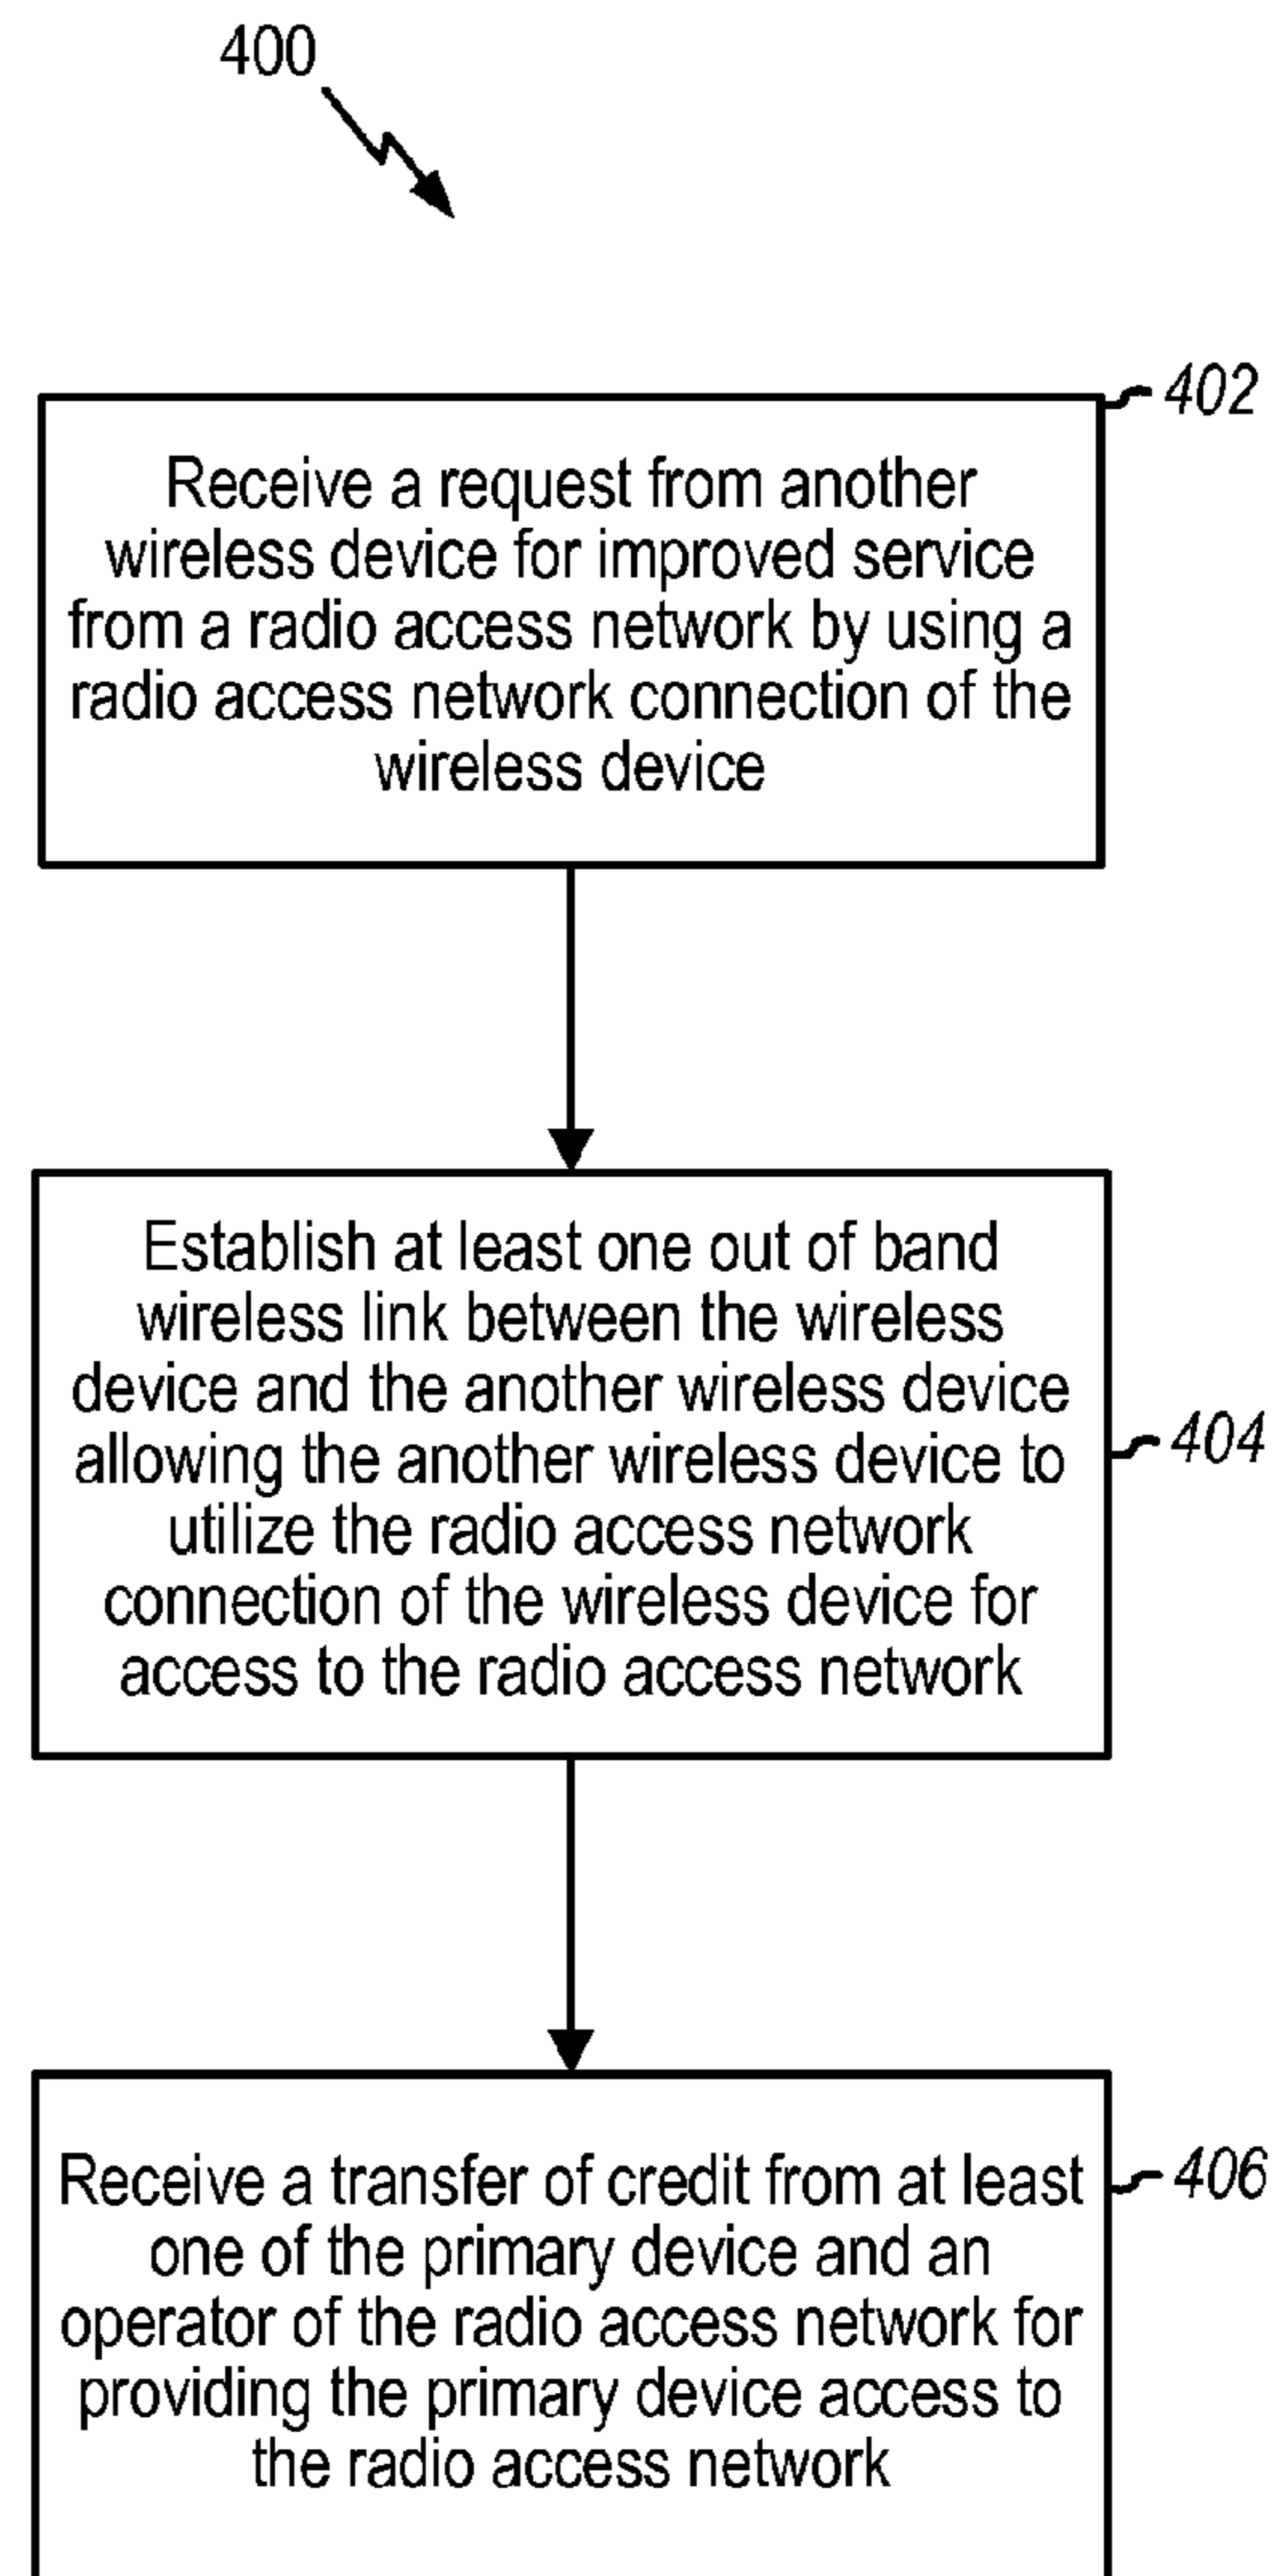 400
402
Receive a request from another
wireless device for improved service
from a radio access network by using a
radio access network connection of the
wireless device
Establish at least one out of band
wireless link between the wireless
device and the another wireless device
allowing the another wireless device to
utilize the radio access network
connection of the wireless device for
access to the radio access network
404
Receive a transfer of credit from at least
one of the primary device and an
operator of the radio access network for
providing the primary device access to
the radio access network
406